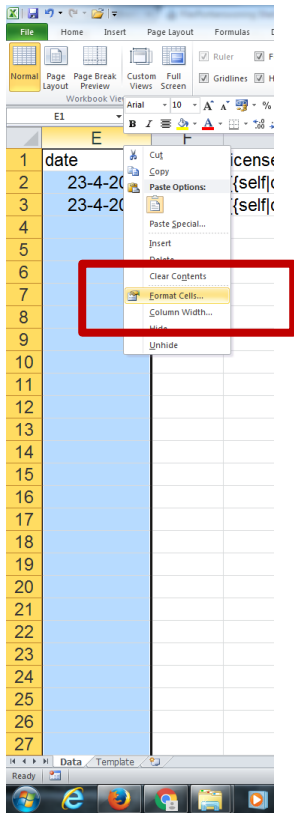 File Home Insert Page Layout Formulas
Normal Page Layout Page Break Preview Custom Views Full Screen Ruler Gridlines
Workbook Vie
Arial 10 A A %
E1 B I A
E F
1 date icense
2 23-4-20 {self|
3 23-4-20 {self|
4
5
6
7
8
9
10
11
12
13
14
15
16
17
18
19
20
21
22
23
24
25
26
27
Cut
Copy
Paste Options:
Paste Special...
Insert
Delete
Clear Contents
Format Cells...
Column Width...
Hide
Unhide
Data Template
Ready